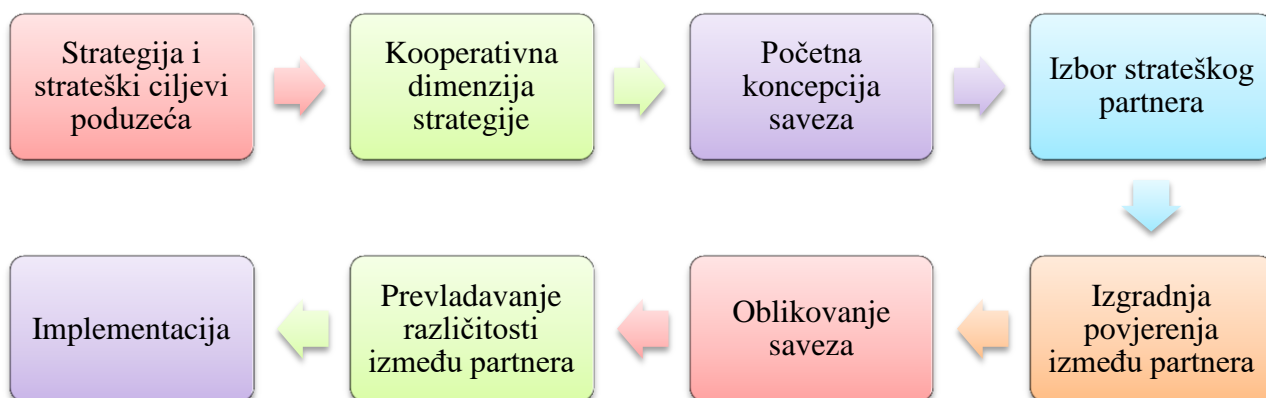 Strategija i
strateški ciljevi
poduzeća
Kooperativna
dimenzija
strategije
Početna
koncepcija
saveza
Izbor strateškog
partnera
Izgradnja
povjerenja
između partnera
Oblikovanje
saveza
Prevladavanje
različitosti
između partnera
Implementacija